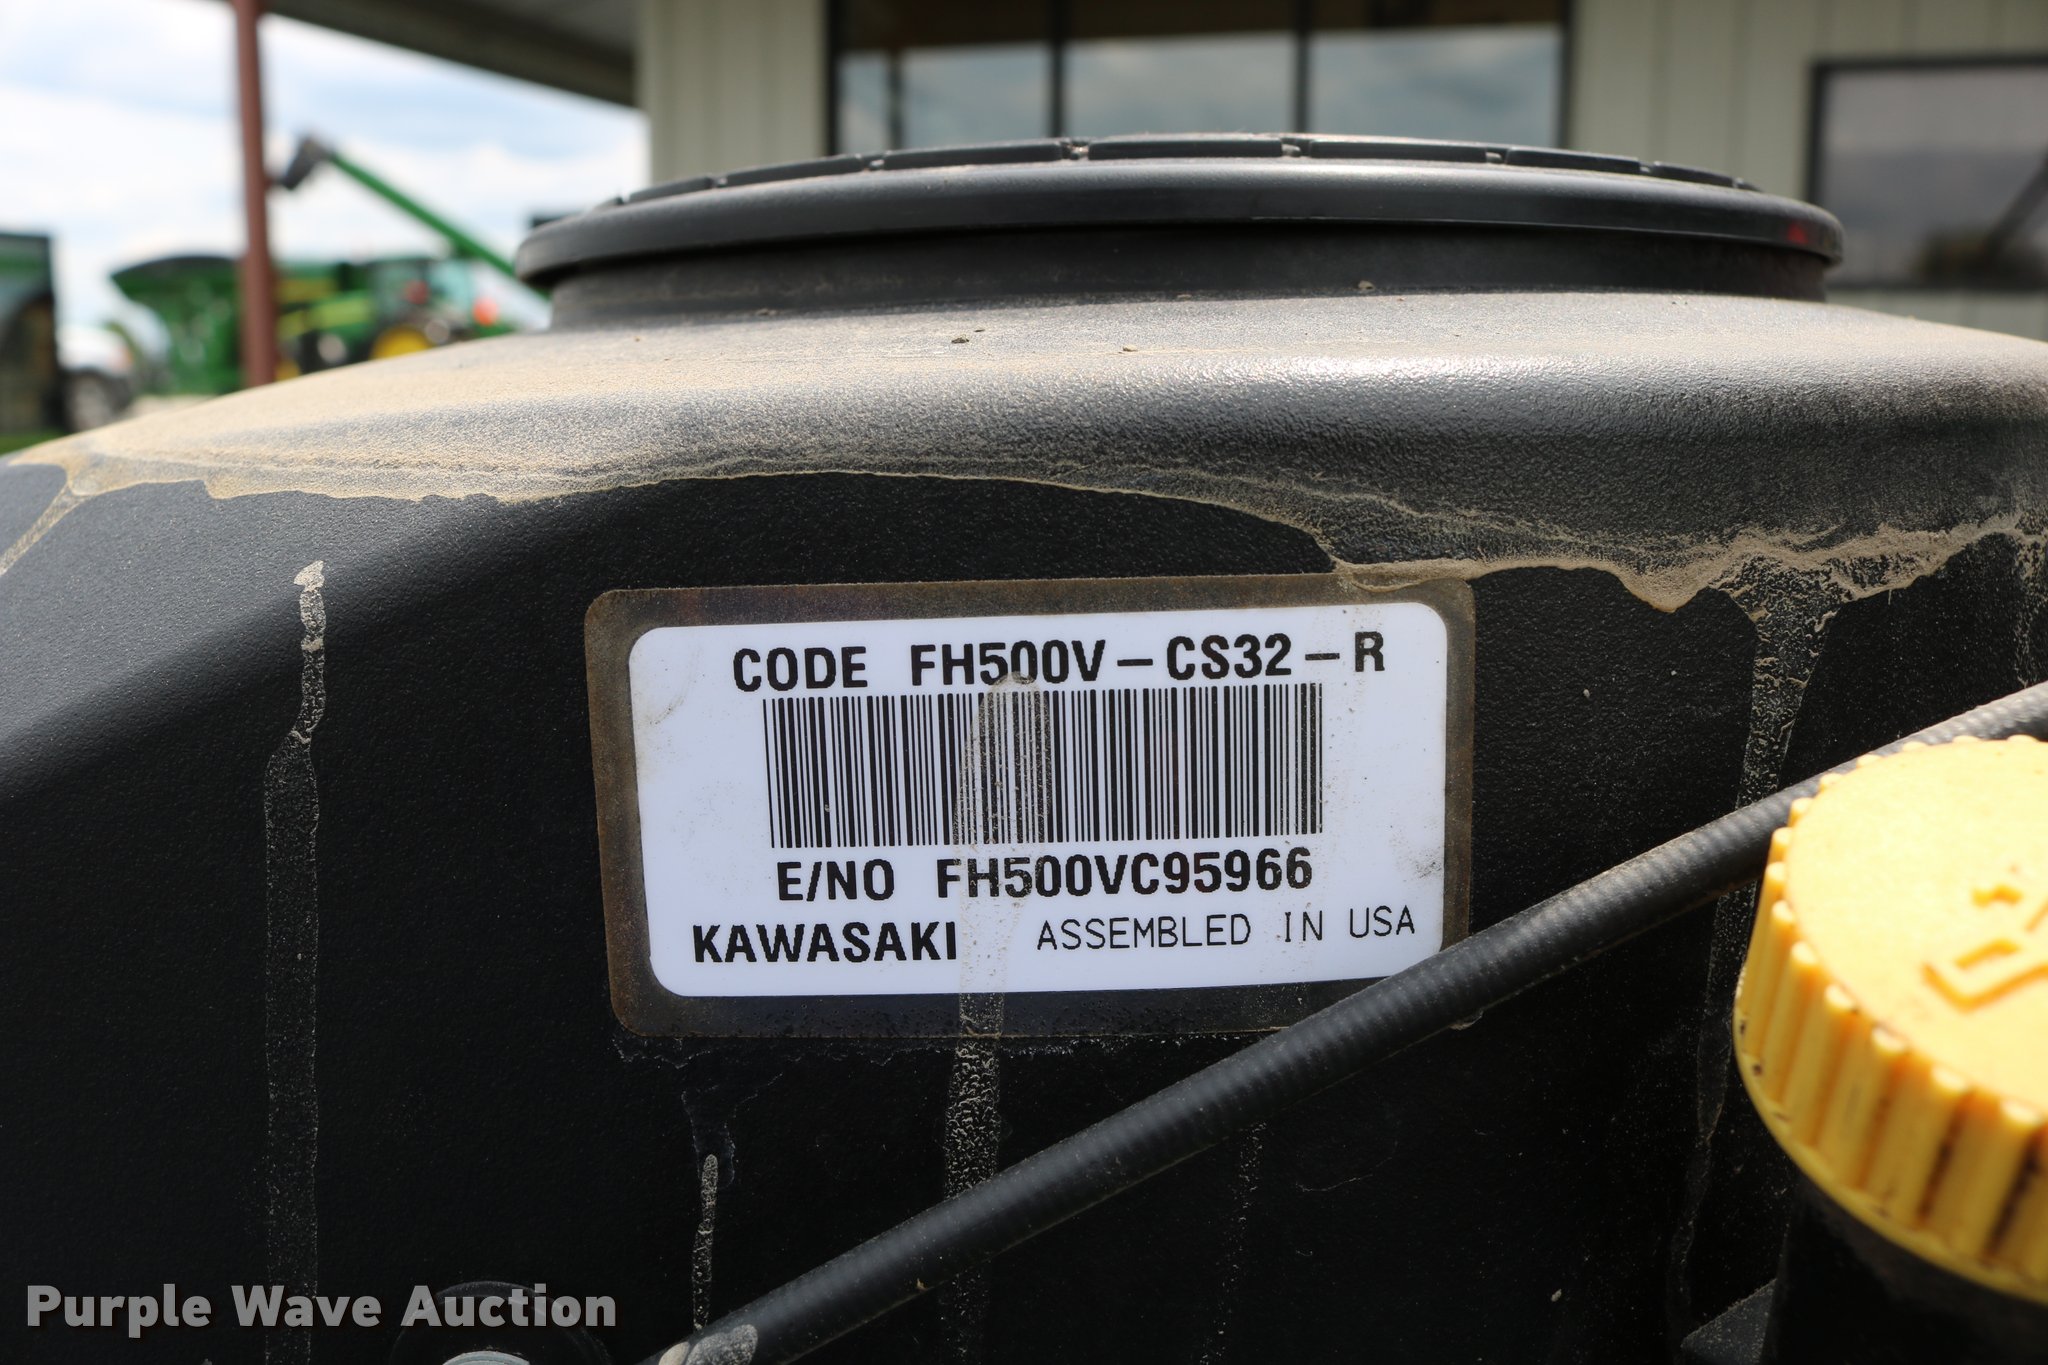 CODE FH500V-CS32-R
E/NO FH500VC95966
KAWASAKI ASSEMBLED IN USA
Purple Wave Auction